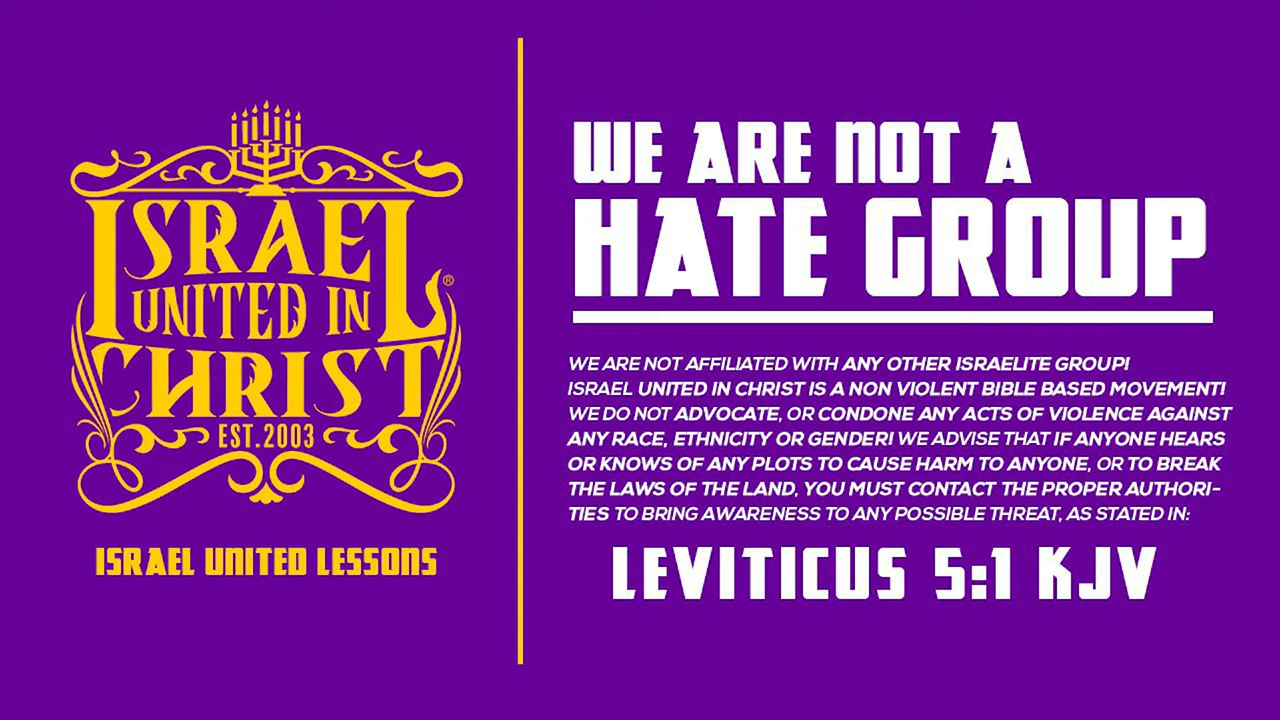 ISRAEL
UNITED IN
CHRIST
EST.2003
®
ISRAEL UNITED LESSONS
WE ARE NOT A
HATE GROUP
WE ARE NOT AFFILIATED WITH ANY OTHER ISRAELITE GROUP!
ISRAEL UNITED IN CHRIST IS A NON VIOLENT BIBLE BASED MOVEMENT!
WE DO NOT ADVOCATE, OR CONDONE ANY ACTS OF VIOLENCE AGAINST
ANY RACE, ETHNICITY OR GENDER! WE ADVISE THAT IF ANYONE HEARS
OR KNOWS OF ANY PLOTS TO CAUSE HARM TO ANYONE, OR TO BREAK
THE LAWS OF THE LAND, YOU MUST CONTACT THE PROPER AUTHORI-
TIES TO BRING AWARENESS TO ANY POSSIBLE THREAT, AS STATED IN:
LEVITICUS 5:1 KJV